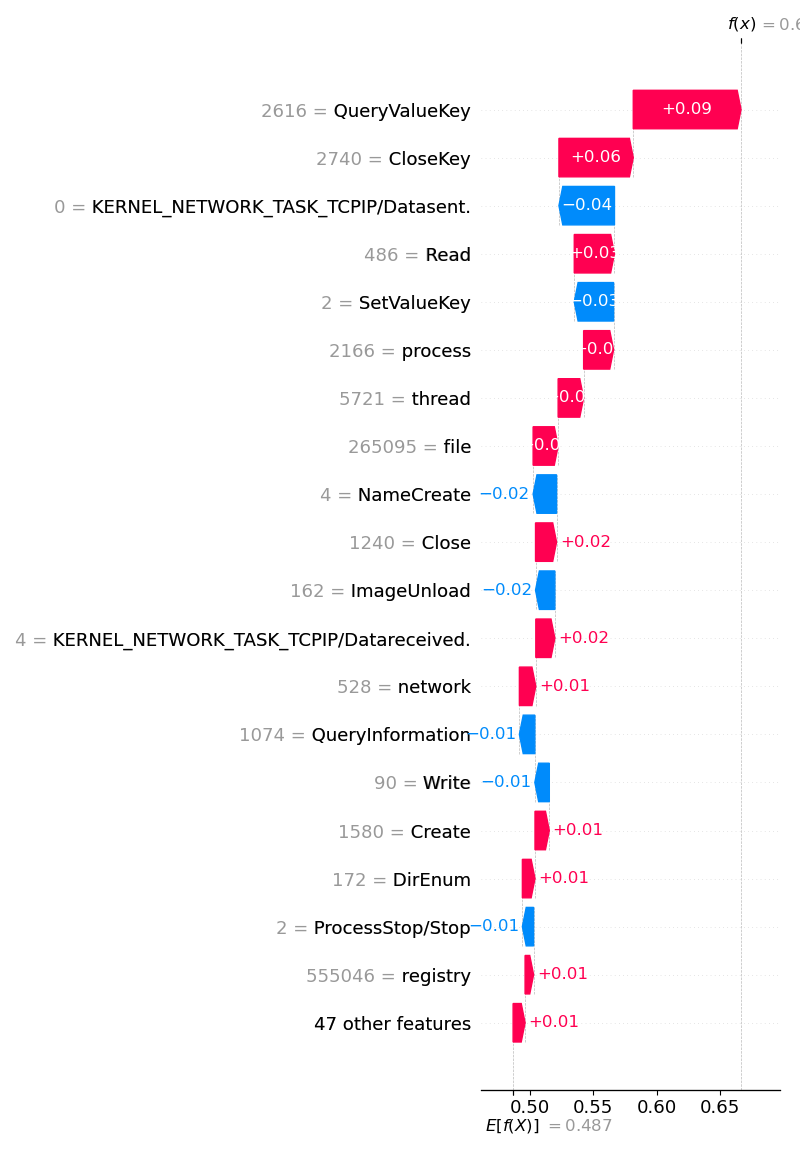 f(x) = 0.6
2616 = QueryValueKey +0.09
2740 = CloseKey +0.06
0 = KERNEL_NETWORK_TASK_TCPIP/Datasent. −0.04
486 = Read +0.03
2 = SetValueKey −0.03
2166 = process
5721 = thread
265095 = file
4 = NameCreate −0.02
1240 = Close +0.02
162 = ImageUnload −0.02
4 = KERNEL_NETWORK_TASK_TCPIP/Datareceived. +0.02
528 = network +0.01
1074 = QueryInformation −0.01
90 = Write −0.01
1580 = Create +0.01
172 = DirEnum +0.01
2 = ProcessStop/Stop −0.01
555046 = registry +0.01
47 other features +0.01
0.50 0.55 0.60 0.65
E[f(X)] = 0.487